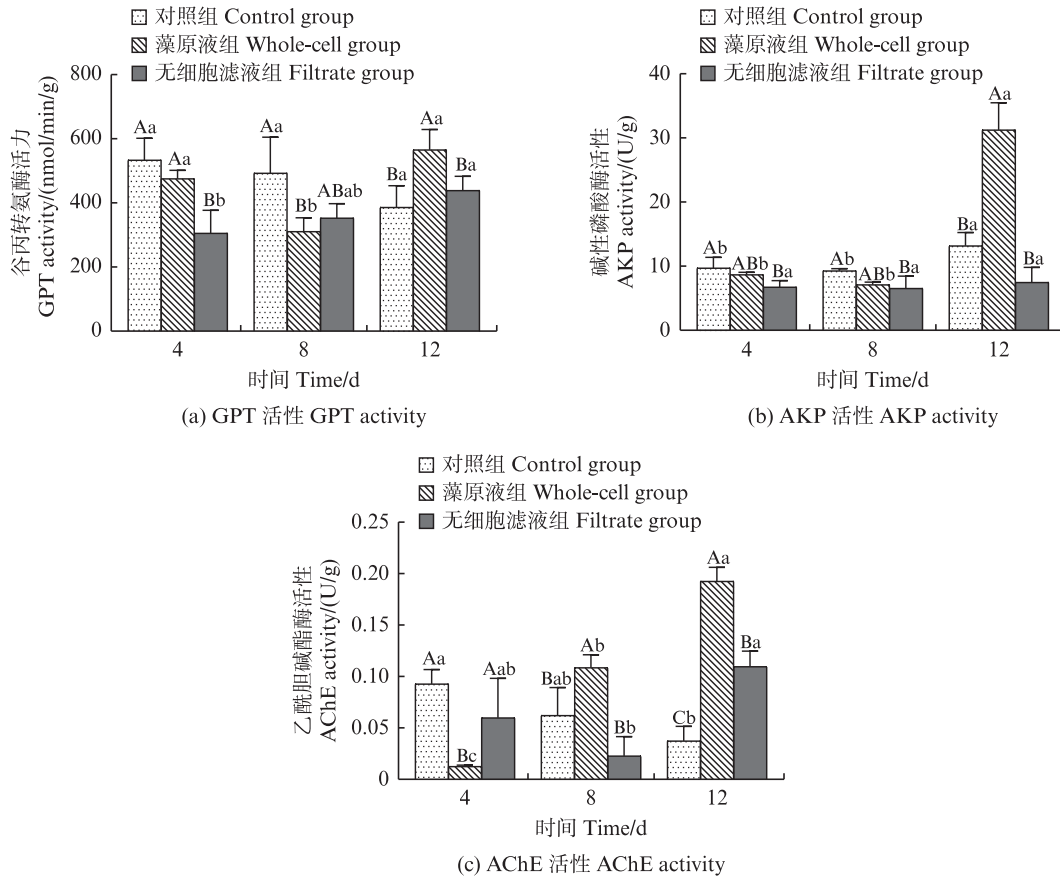 对照组 Control group
藻原液组 Whole-cell group
无细胞滤液组 Filtrate group
谷丙转氨酶活力
GPT activity/(nmol/min/g)
800
600
400
200
0
Aa
Aa
Bb
Aa
Bb
ABab
Ba
Aa
Ba
4
8
12
时间 Time/d
(a) GPT 活性 GPT activity
对照组 Control group
藻原液组 Whole-cell group
无细胞滤液组 Filtrate group
碱性磷酸酶活性
AKP activity/(U/g)
40
30
20
10
0
Ab
ABb
Ba
Ab
ABb
Ba
Ba
Aa
Ba
4
8
12
时间 Time/d
(b) AKP 活性 AKP activity
对照组 Control group
藻原液组 Whole-cell group
无细胞滤液组 Filtrate group
乙酰胆碱酯酶活性
AChE activity/(U/g)
0.25
0.20
0.15
0.10
0.05
0
Aa
Bc
Aab
Bab
Ab
Bb
Cb
Aa
Ba
4
8
12
时间 Time/d
(c) AChE 活性 AChE activity